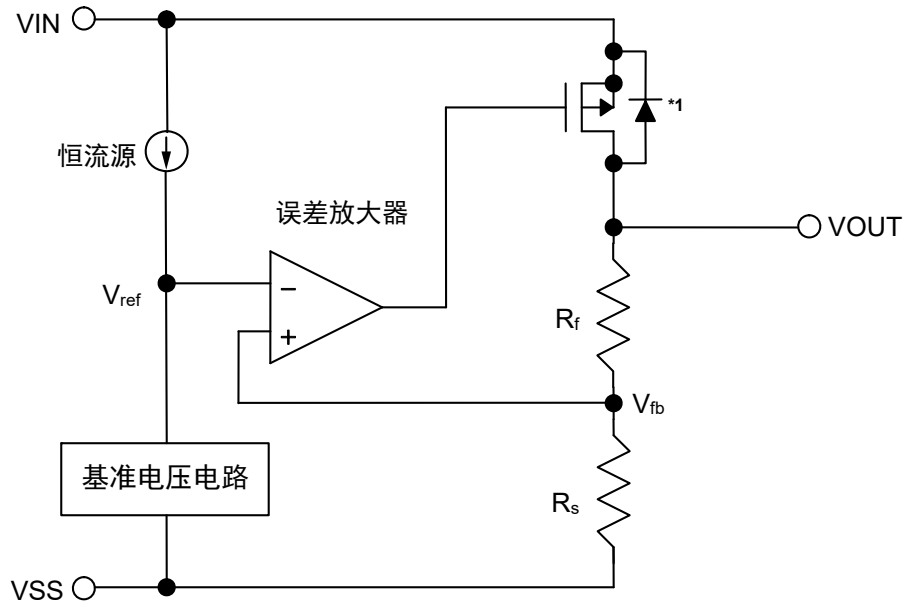 VIN
*1
恒流源
误差放大器
VOUT
Vref
−
+
Rf
Vfb
基准电压电路
Rs
VSS